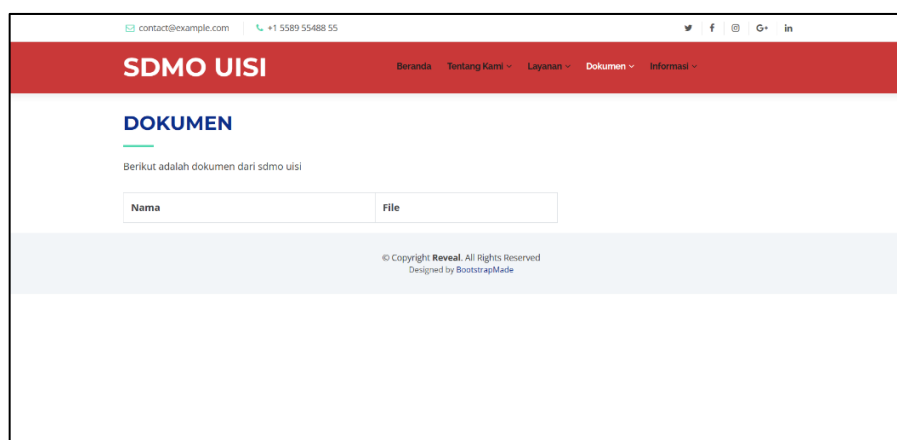 contact@example.com +1 5589 55488 55
SDMO UISI Beranda Tentang Kami Layanan Dokumen Informasi
DOKUMEN
Berikut adalah dokumen dari sdmo uisi
Nama File
© Copyright Reveal. All Rights Reserved
Designed by BootstrapMade